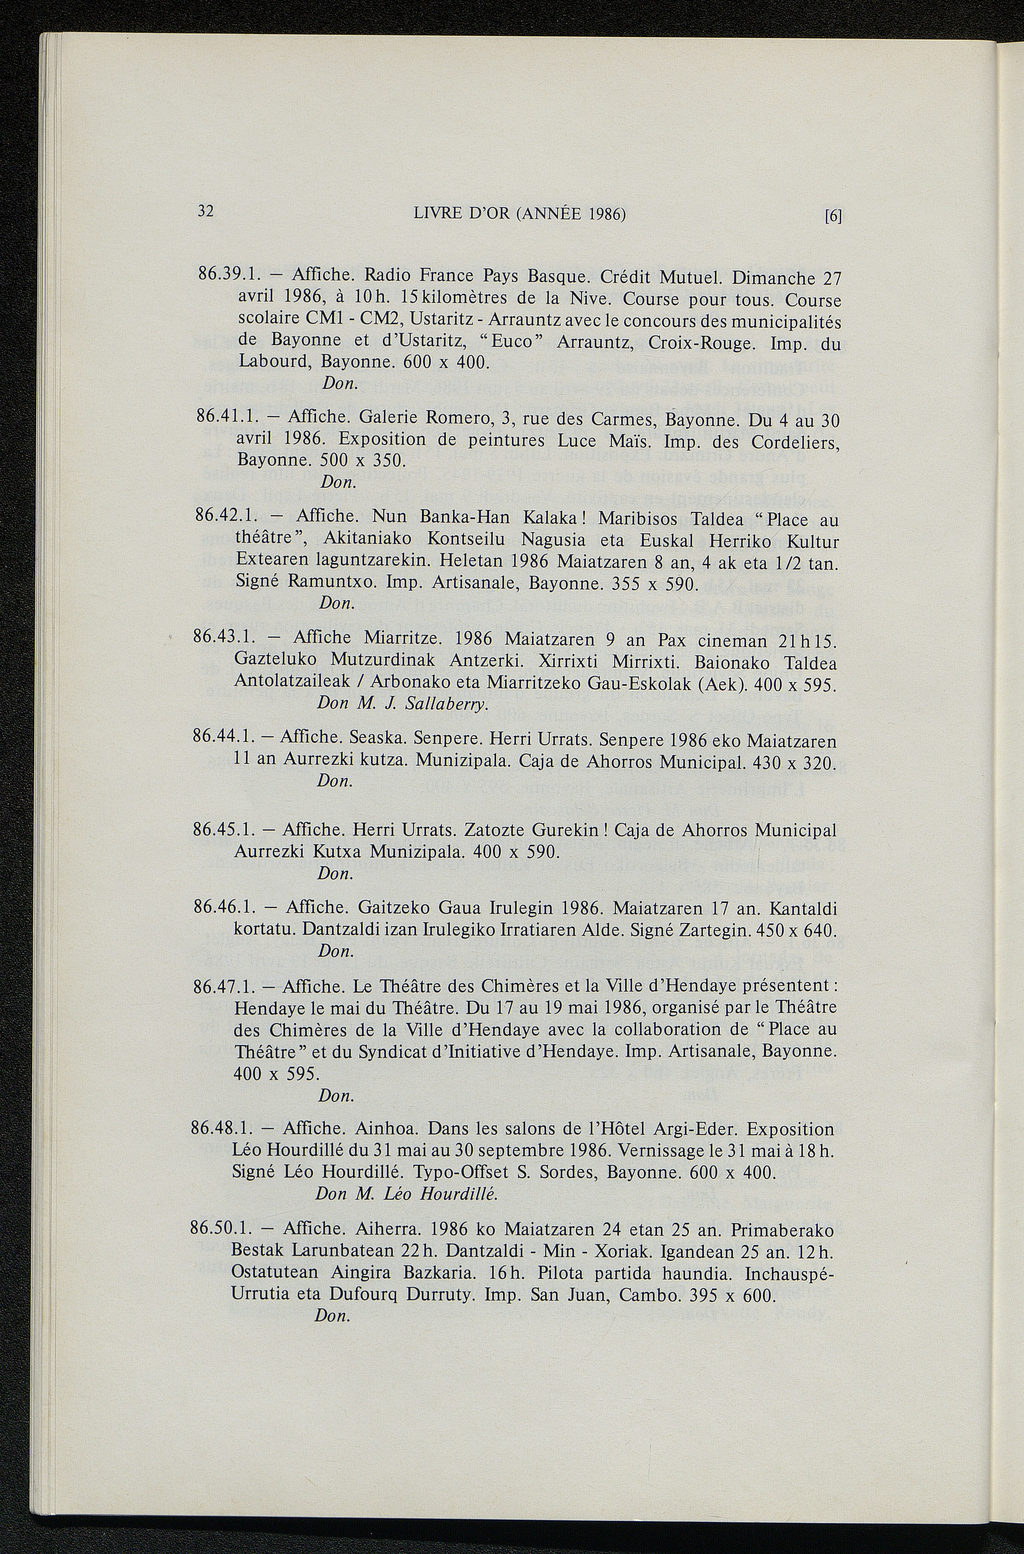 32 LIVRE D'OR (ANNÉE 1986) [6]
86.39.1. — Affiche. Radio France Pays Basque. Crédit Mutuel. Dimanche 27
avril 1986, à 10h. 15 kilomètres de la Nive. Course pour tous. Course
scolaire CM1 - CM2, Ustaritz - Arrauntz avec le concours des municipalités
de Bayonne et d'Ustaritz, "Euco" Arrauntz, Croix-Rouge. Imp. du
Labourd, Bayonne. 600 x 400.
Don.
86.41.1. — Affiche. Galerie Romero, 3, rue des Carmes, Bayonne. Du 4 au 30
avril 1986. Exposition de peintures Luce Maïs. Imp. des Cordeliers,
Bayonne. 500 x 350.
Don.
86.42.1. — Affiche. Nun Banka-Han Kalaka ! Maribisos Taldea "Place au
théâtre", Akitaniako Kontseilu Nagusia eta Euskal Herriko Kultur
Extearen laguntzarekin. Heletan 1986 Maiatzaren 8 an, 4 ak eta 1/2 tan.
Signé Ramuntxo. Imp. Artisanale, Bayonne. 355 x 590.
Don.
86.43.1. — Affiche Miarritze. 1986 Maiatzaren 9 an Pax cineman 21h15.
Gazteluko Mutzurdinak Antzerki. Xirrixti Mirrixti. Baionako Taldea
Antolatzaileak / Arbonako eta Miarritzeko Gau-Eskolak (Aek). 400 x 595.
Don M. J. Sallaberry.
86.44.1. — Affiche. Seaska. Senpere. Herri Urrats. Senpere 1986 eko Maiatzaren
11 an Aurrezki kutza. Munizipala. Caja de Ahorros Municipal. 430 x 320.
Don.
86.45.1. — Affiche. Herri Urrats. Zatozte Gurekin ! Caja de Ahorros Municipal
Aurrezki Kutxa Munizipala. 400 x 590.
Don.
86.46.1. — Affiche. Gaitzeko Gaua Irulegin 1986. Maiatzaren 17 an. Kantaldi
kortatu. Dantzaldi izan Irulegiko Irratiaren Alde. Signé Zartegin. 450 x 640.
Don.
86.47.1. — Affiche. Le Théâtre des Chimères et la Ville d'Hendaye présentent :
Hendaye le mai du Théâtre. Du 17 au 19 mai 1986, organisé par le Théâtre
des Chimères de la Ville d'Hendaye avec la collaboration de "Place au
Théâtre" et du Syndicat d'Initiative d'Hendaye. Imp. Artisanale, Bayonne.
400 x 595.
Don.
86.48.1. — Affiche. Ainhoa. Dans les salons de l'Hôtel Argi-Eder. Exposition
Léo Hourdillé du 31 mai au 30 septembre 1986. Vernissage le 31 mai à 18 h.
Signé Léo Hourdillé. Typo-Offset S. Sordes, Bayonne. 600 x 400.
Don M. Léo Hourdillé.
86.50.1. — Affiche. Aiherra. 1986 ko Maiatzaren 24 etan 25 an. Primaberako
Bestak Larunbatean 22 h. Dantzaldi - Min - Xoriak. Igandean 25 an. 12 h.
Ostatutean Aingira Bazkaria. 16 h. Pilota partida haundia. Inchauspé-
Urrutia eta Dufourq Durruty. Imp. San Juan, Cambo. 395 x 600.
Don.